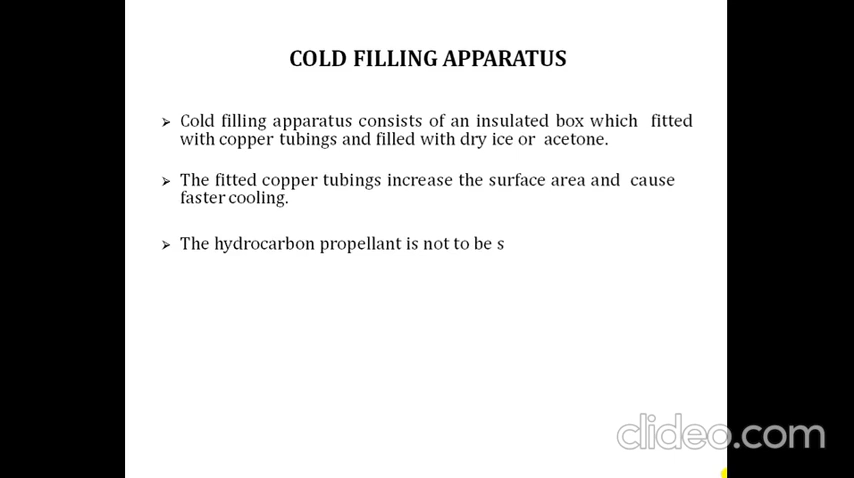 COLD FILLING APPARATUS
➤ Cold filling apparatus consists of an insulated box which fitted
with copper tubings and filled with dry ice or acetone.
➤ The fitted copper tubings increase the surface area and cause
faster cooling.
➤ The hydrocarbon propellant is not to be s
clideo.com